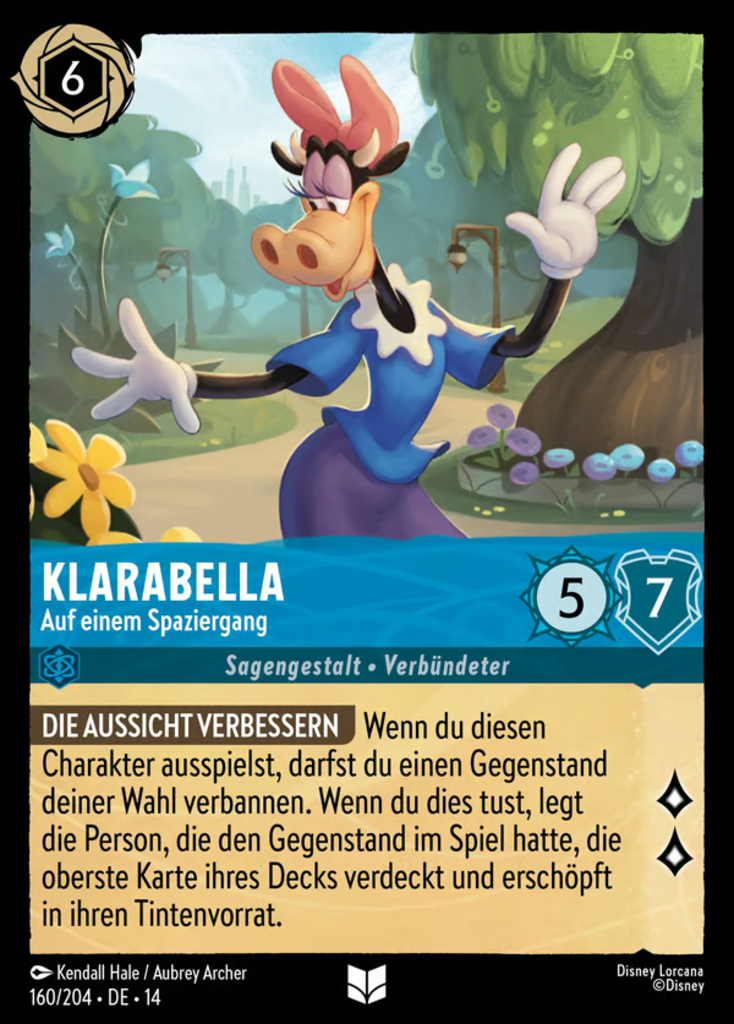 6
KLARABELLA
Auf einem Spaziergang
5
7
Sagengestalt • Verbündeter
DIE AUSSICHT VERBESSERN Wenn du diesen
Charakter ausspielst, darfst du einen Gegenstand
deiner Wahl verbannen. Wenn du dies tust, legt
die Person, die den Gegenstand im Spiel hatte, die
oberste Karte ihres Decks verdeckt und erschöpft
in ihren Tintenvorrat.
Kendall Hale / Aubrey Archer
160/204 • DE • 14
Disney Lorcana
©Disney